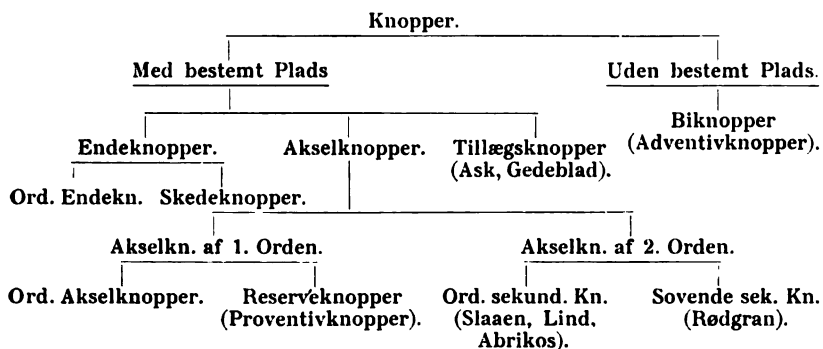 Knopper.
Med bestemt Plads
Uden bestemt Plads.
Endeknopper.
Akselknopper.
Tillægsknopper
(Ask, Gedeblad).
Biknopper
(Adventivknopper).
Ord. Endekn.
Skedeknopper.
Akselkn. af 1. Orden.
Akselkn. af 2. Orden.
Ord. Akselknopper.
Reserveknopper
(Proventivknopper).
Ord. sekund. Kn.
(Slaaen, Lind,
Abrikos).
Sovende sek. Kn.
(Rødgran).